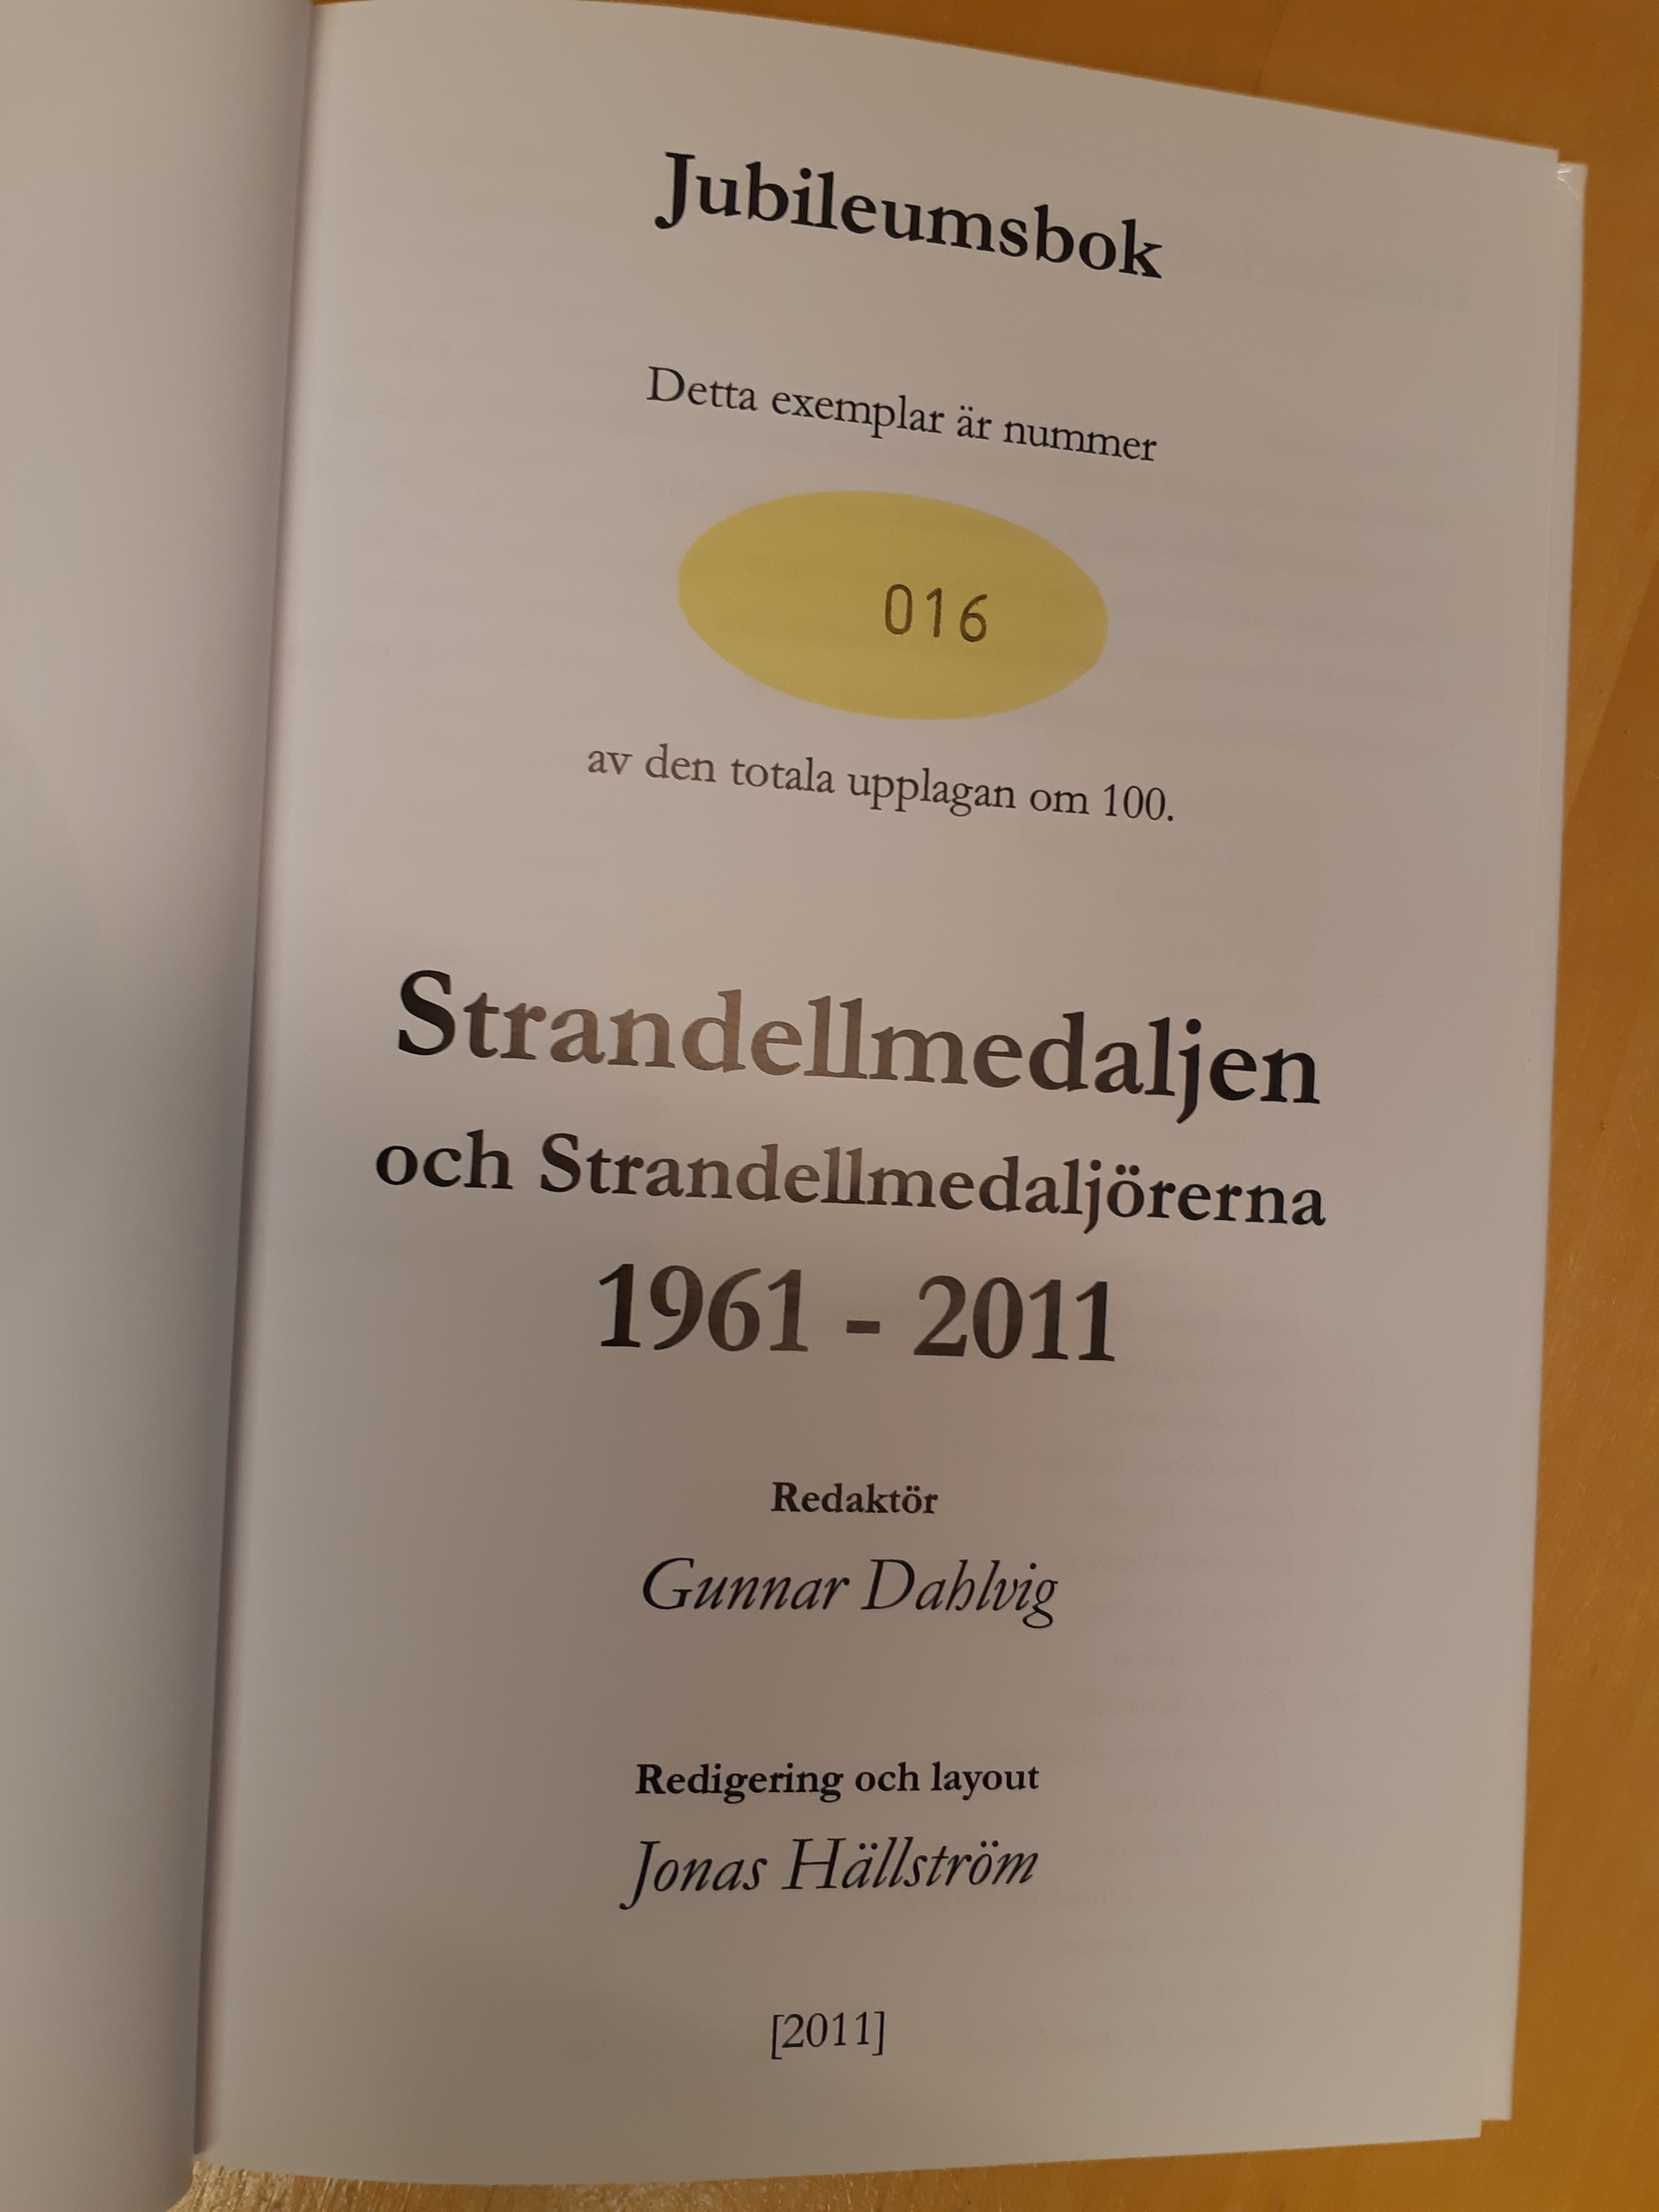 Jubileumsbok
Detta exemplar är nummer
016
av den totala upplagan om 100.
Strandellmedaljen
och Strandellmedaljörerna
1961 - 2011
Redaktör
Gunnar Dahlvig
Redigering och layout
Jonas Hällström
[2011]